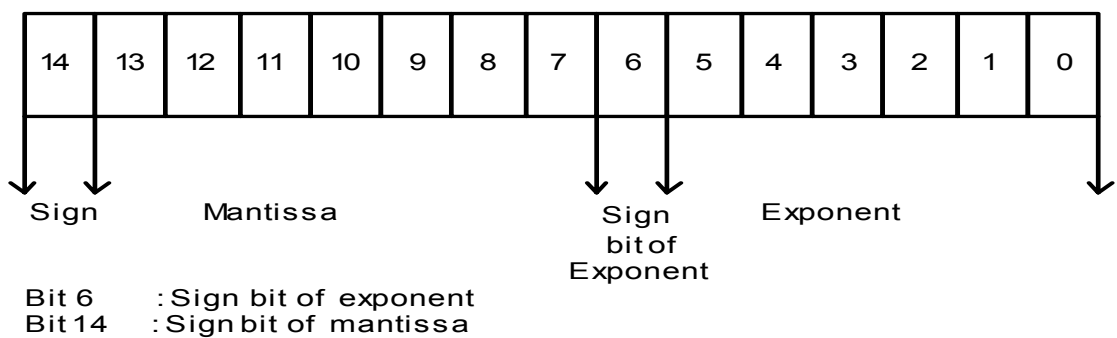 14 13 12 11 10 9 8 7 6 5 4 3 2 1 0
Sign Mantissa Sign bit of Exponent Exponent
Bit 6 : Sign bit of exponent
Bit 14 : Sign bit of mantissa